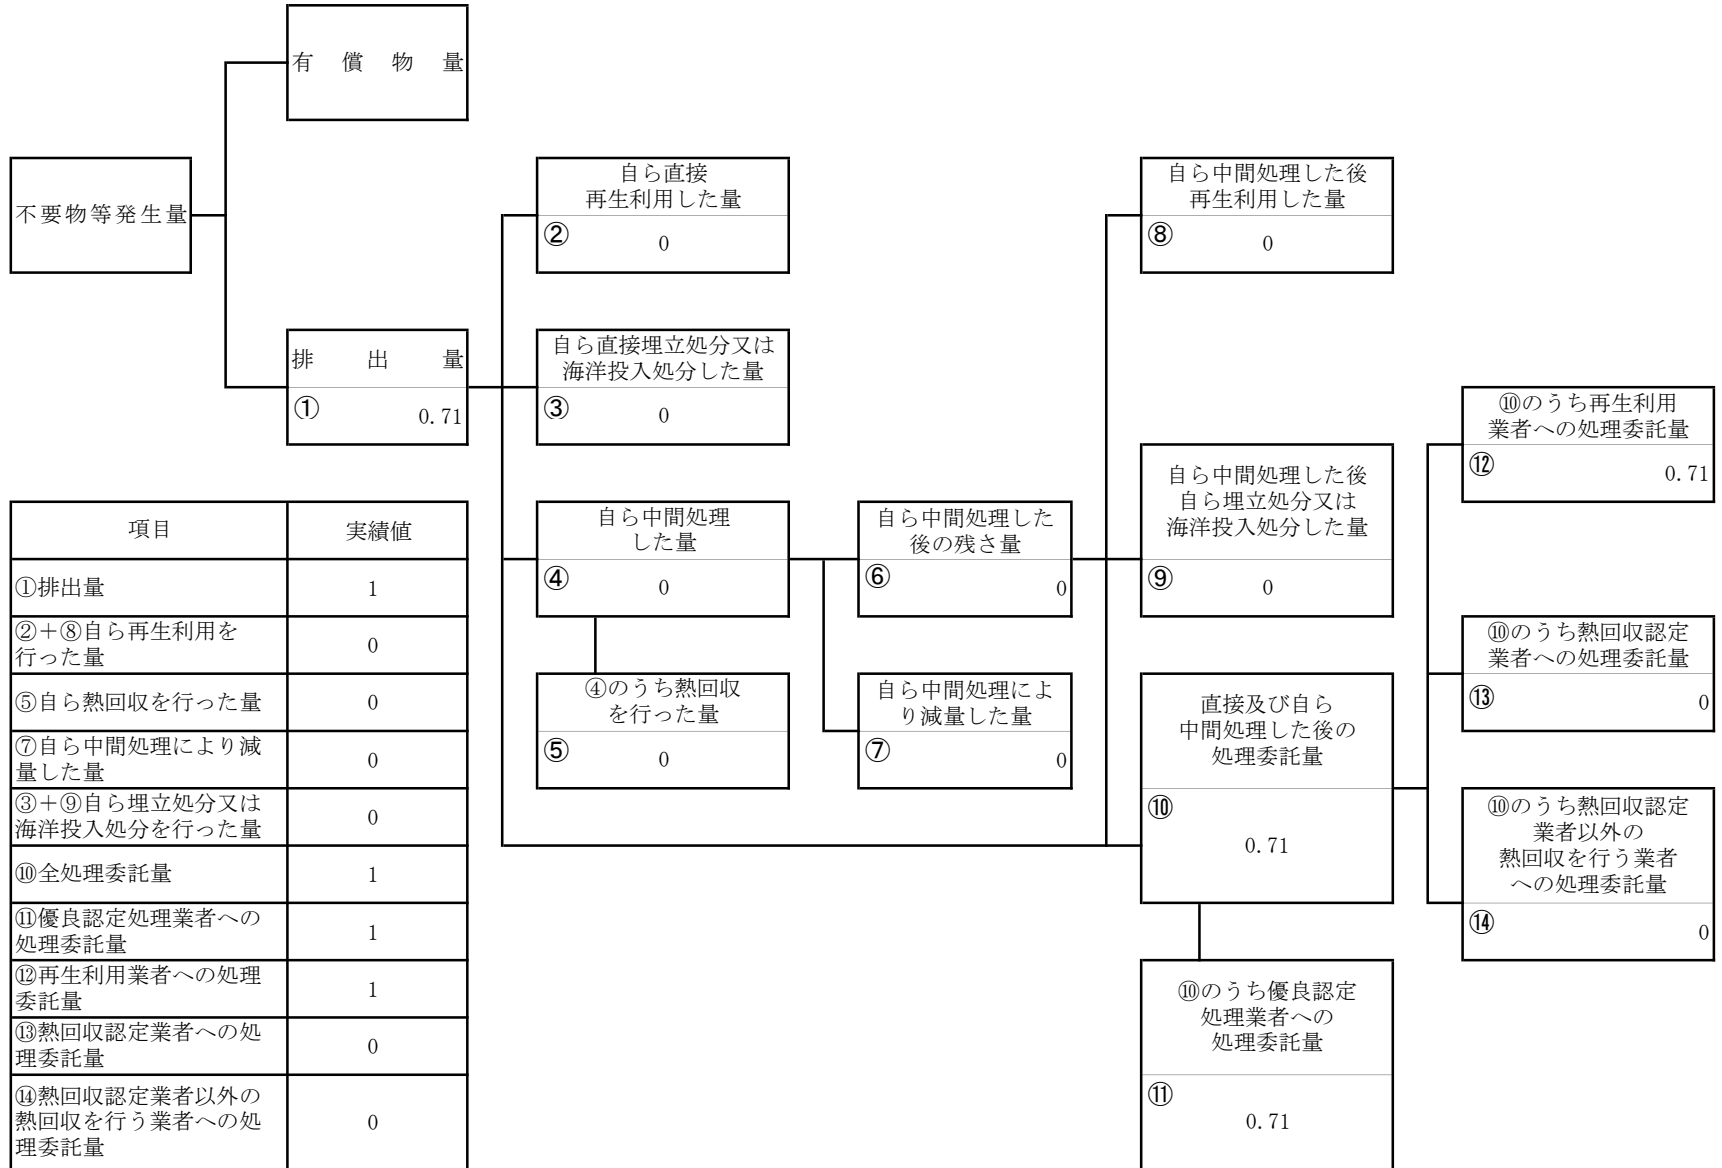 有償物量
不要物等発生量
自ら直接
再生利用した量
②
0
自ら中間処理した後
再生利用した量
⑧
0
排出量
①
0.71
自ら直接埋立処分又は
海洋投入処分した量
③
0
⑩のうち再生利用
業者への処理委託量
⑫
0.71
自ら中間処理
した量
④
0
自ら中間処理した
後の残さ量
⑥
0
自ら中間処理した後
自ら埋立処分又は
海洋投入処分した量
⑨
0
⑩のうち熱回収認定
業者への処理委託量
⑬
0
④のうち熱回収
を行った量
⑤
0
自ら中間処理によ
り減量した量
⑦
0
直接及び自ら
中間処理した後の
処理委託量
⑩
0.71
⑩のうち熱回収認定
業者以外の
熱回収を行う業者
への処理委託量
⑭
0
⑩のうち優良認定
処理業者への
処理委託量
⑪
0.71
項目
実績値
①排出量
1
②＋⑧自ら再生利用を
行った量
0
⑤自ら熱回収を行った量
0
⑦自ら中間処理により減
量した量
0
③＋⑨自ら埋立処分又は
海洋投入処分を行った量
0
⑩全処理委託量
1
⑪優良認定処理業者への
処理委託量
1
⑫再生利用業者への処理
委託量
1
⑬熱回収認定業者への処
理委託量
0
⑭熱回収認定業者以外の
熱回収を行う業者への処
理委託量
0